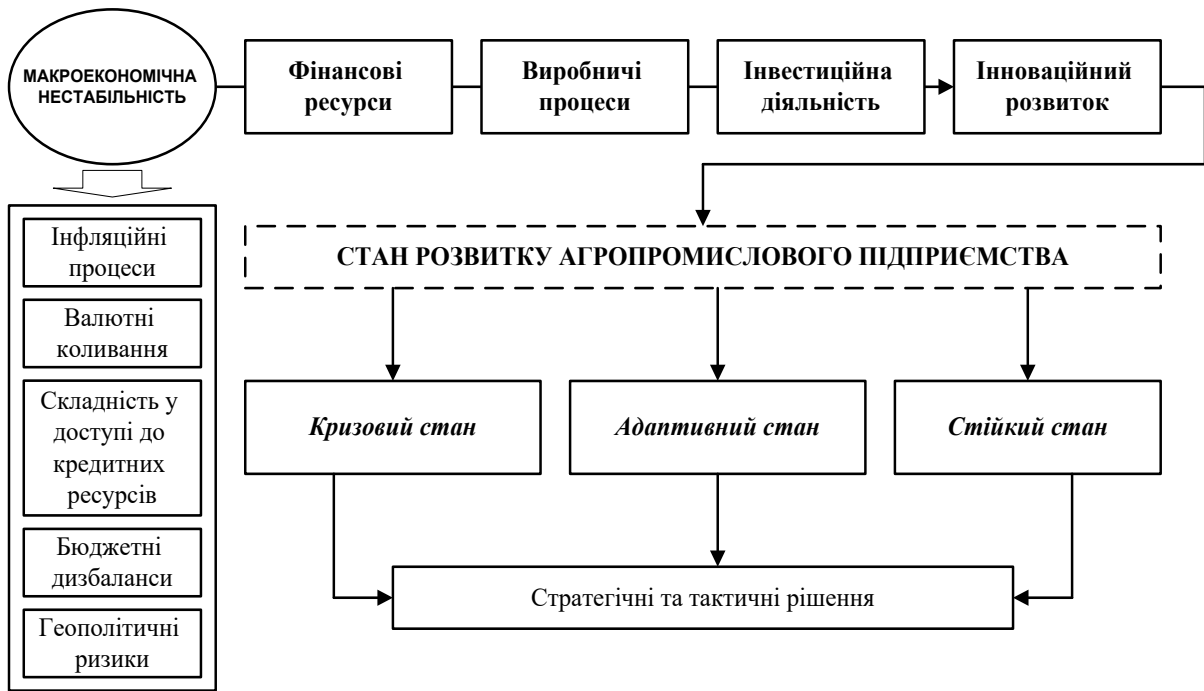 МАКРОЕКОНОМІЧНА
НЕСТАБІЛЬНІСТЬ
Фінансові
ресурси
Виробничі
процеси
Інвестиційна
діяльність
Інноваційний
розвиток
Інфляційні
процеси
Валютні
коливання
Складність у
доступі до
кредитних
ресурсів
Бюджетні
дизбаланси
Геополітичні
ризики
СТАН РОЗВИТКУ АГРОПРОМИСЛОВОГО ПІДПРИЄМСТВА
Кризовий стан
Адаптивний стан
Стійкий стан
Стратегічні та тактичні рішення